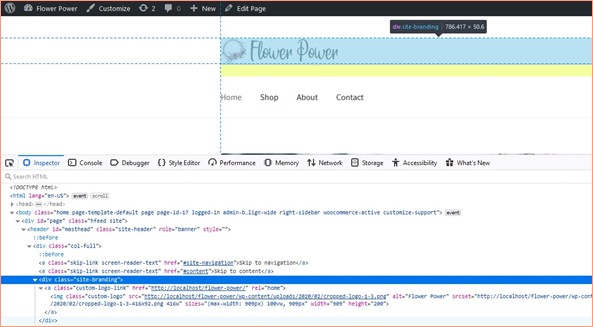 Flower Power Customize 2 0 New Edit Page
div.site-branding 786.417 × 50.6
Flower Power
Home Shop About Contact
Inspector Console Debugger Style Editor Performance Memory Network Storage Accessibility What's New
Search HTML
<!DOCTYPE html>
<html lang="en-US"> event scroll
<head> ••• </head>
<body class="home page-template-default page page-id-17 logged-in admin-b…lign-wide right-sidebar woocommerce-active customize-support"> event
<div id="page" class="hfeed site">
<header id="masthead" class="site-header" role="banner" style="">
::before
<div class="col-full">
::before
<a class="skip-link screen-reader-text" href="#site-navigation">Skip to navigation</a>
<a class="skip-link screen-reader-text" href="#content">Skip to content</a>
<div class="site-branding">
<a class="custom-logo-link" href="http://localhost/flower-power/" rel="home">
<img class="custom-logo" src="http://localhost/flower-power/wp-content/uploads/2020/02/cropped-logo-1-3.png" alt="Flower Power" srcset="http://localhost/flower-power/wp-conten…
/2020/02/cropped-logo-1-3-416x92.png 416w" sizes="(max-width: 909px) 100vw, 909px" width="909" height="200">
</a>
</div>